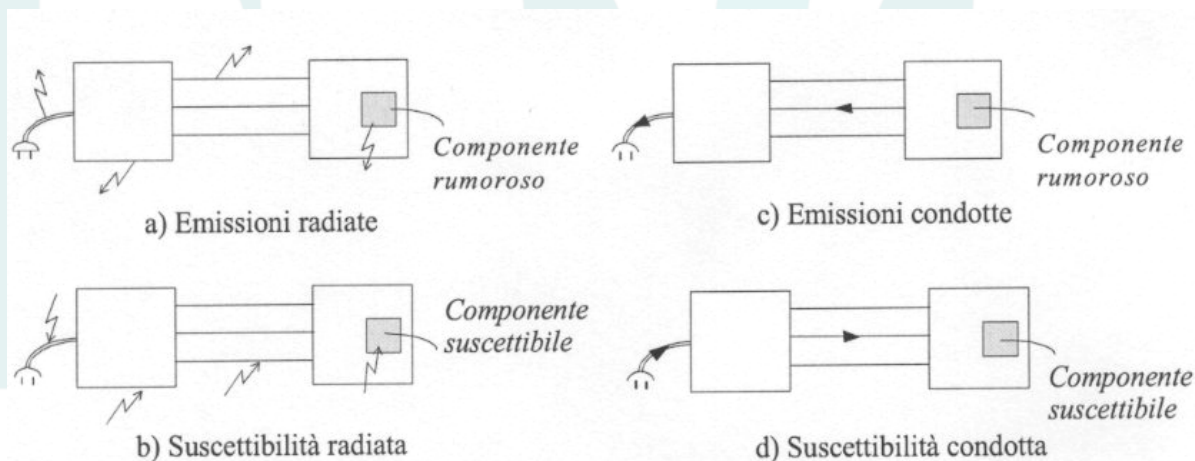 Componente
rumoroso
a) Emissioni radiate
Componente
rumoroso
c) Emissioni condotte
Componente
suscettibile
b) Suscettibilità radiata
Componente
suscettibile
d) Suscettibilità condotta